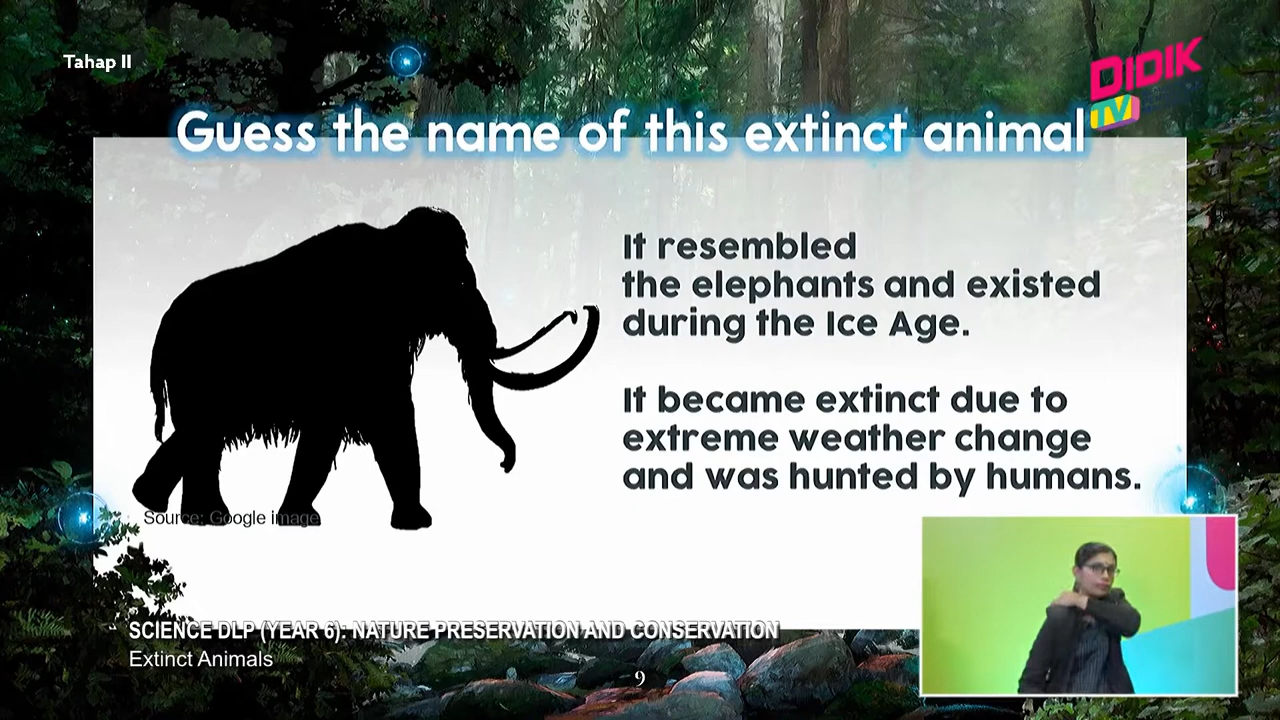 Tahap II
DIDIK
TV
Guess the name of this extinct animal
It resembled
the elephants and existed
during the Ice Age.
It became extinct due to
extreme weather change
and was hunted by humans.
Source: Google image
SCIENCE DLP (YEAR 6): NATURE PRESERVATION AND CONSERVATION
Extinct Animals
9